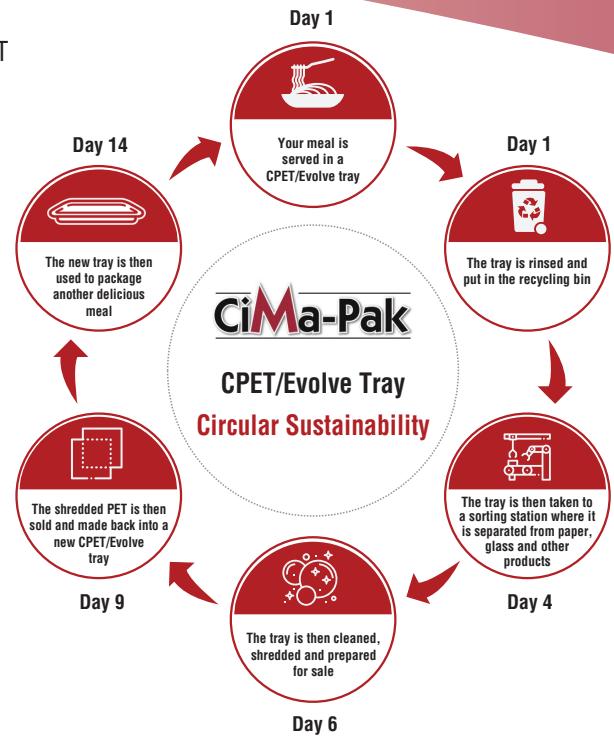 T
Day 1
Your meal is
served in a
CPET/Evolve tray
Day 1
The tray is rinsed and
put in the recycling bin
The tray is then taken to
a sorting station where it
is separated from paper,
glass and other
products
Day 4
The tray is then cleaned,
shredded and prepared
for sale
Day 6
The shredded PET is then
sold and made back into a
new CPET/Evolve
tray
Day 9
Day 14
The new tray is then
used to package
another delicious
meal
CiMa-Pak
CPET/Evolve Tray
Circular Sustainability